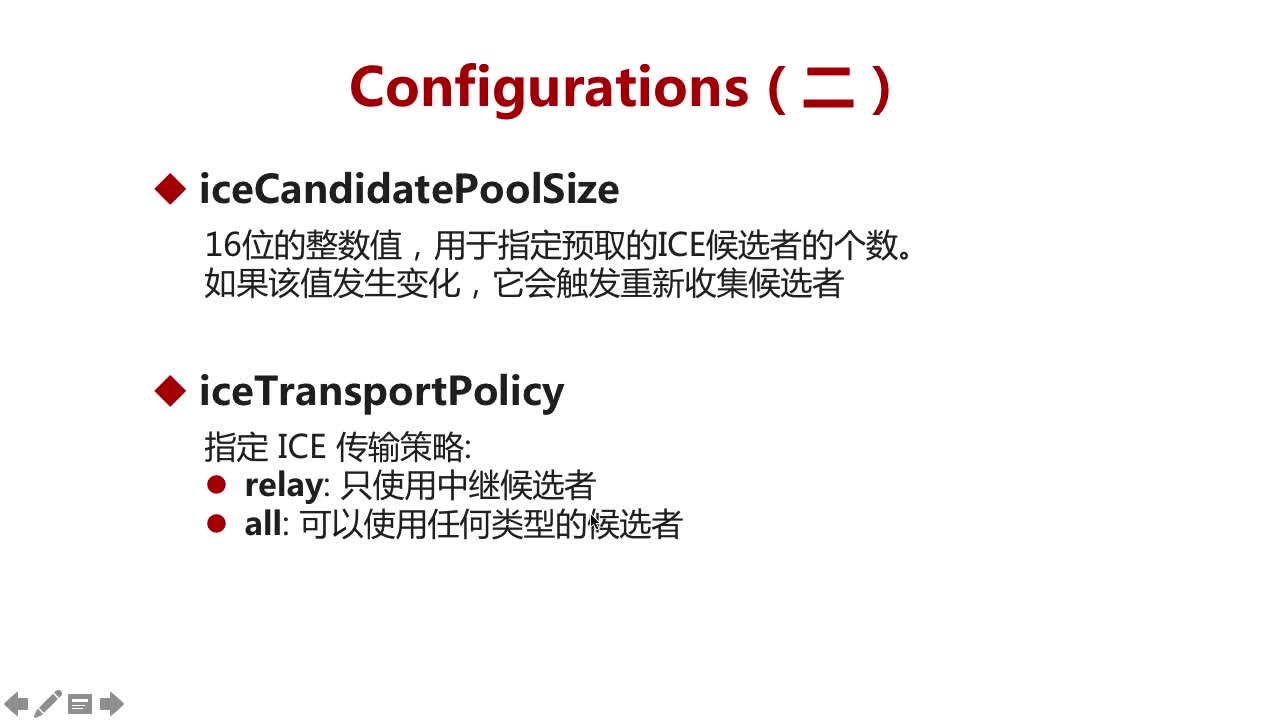 Configurations（二）
iceCandidatePoolSize
16位的整数值，用于指定预取的ICE候选者的个数。
如果该值发生变化，它会触发重新收集候选者
iceTransportPolicy
指定 ICE 传输策略:
relay: 只使用中继候选者
all: 可以使用任何类型的候选者